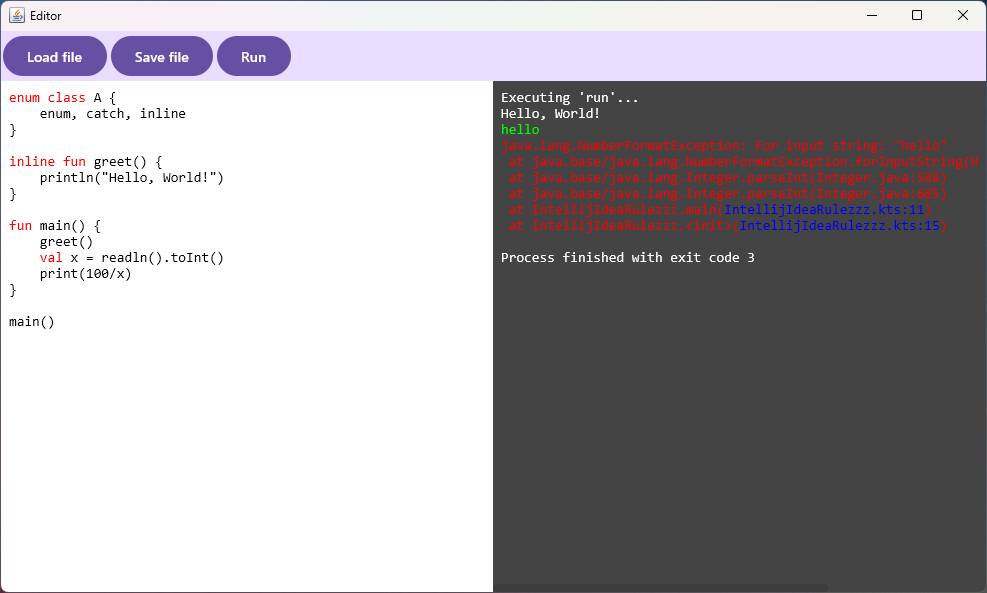 Editor
Load file Save file Run
enum class A {
    enum, catch, inline
}
inline fun greet() {
    println("Hello, World!")
}
fun main() {
    greet()
    val x = readln().toInt()
    print(100/x)
}
main()
Executing 'run'...
Hello, World!
hello
java.lang.NumberFormatException: For input string: "hello"
 at java.base/java.lang.NumberFormatException.forInputString(N
 at java.base/java.lang.Integer.parseInt(Integer.java:580)
 at java.base/java.lang.Integer.parseInt(Integer.java:685)
 at IntellijIdeaRulezzz.main(IntellijIdeaRulezzz.kts:11)
 at IntellijIdeaRulezzz.<init>(IntellijIdeaRulezzz.kts:15)
Process finished with exit code 3